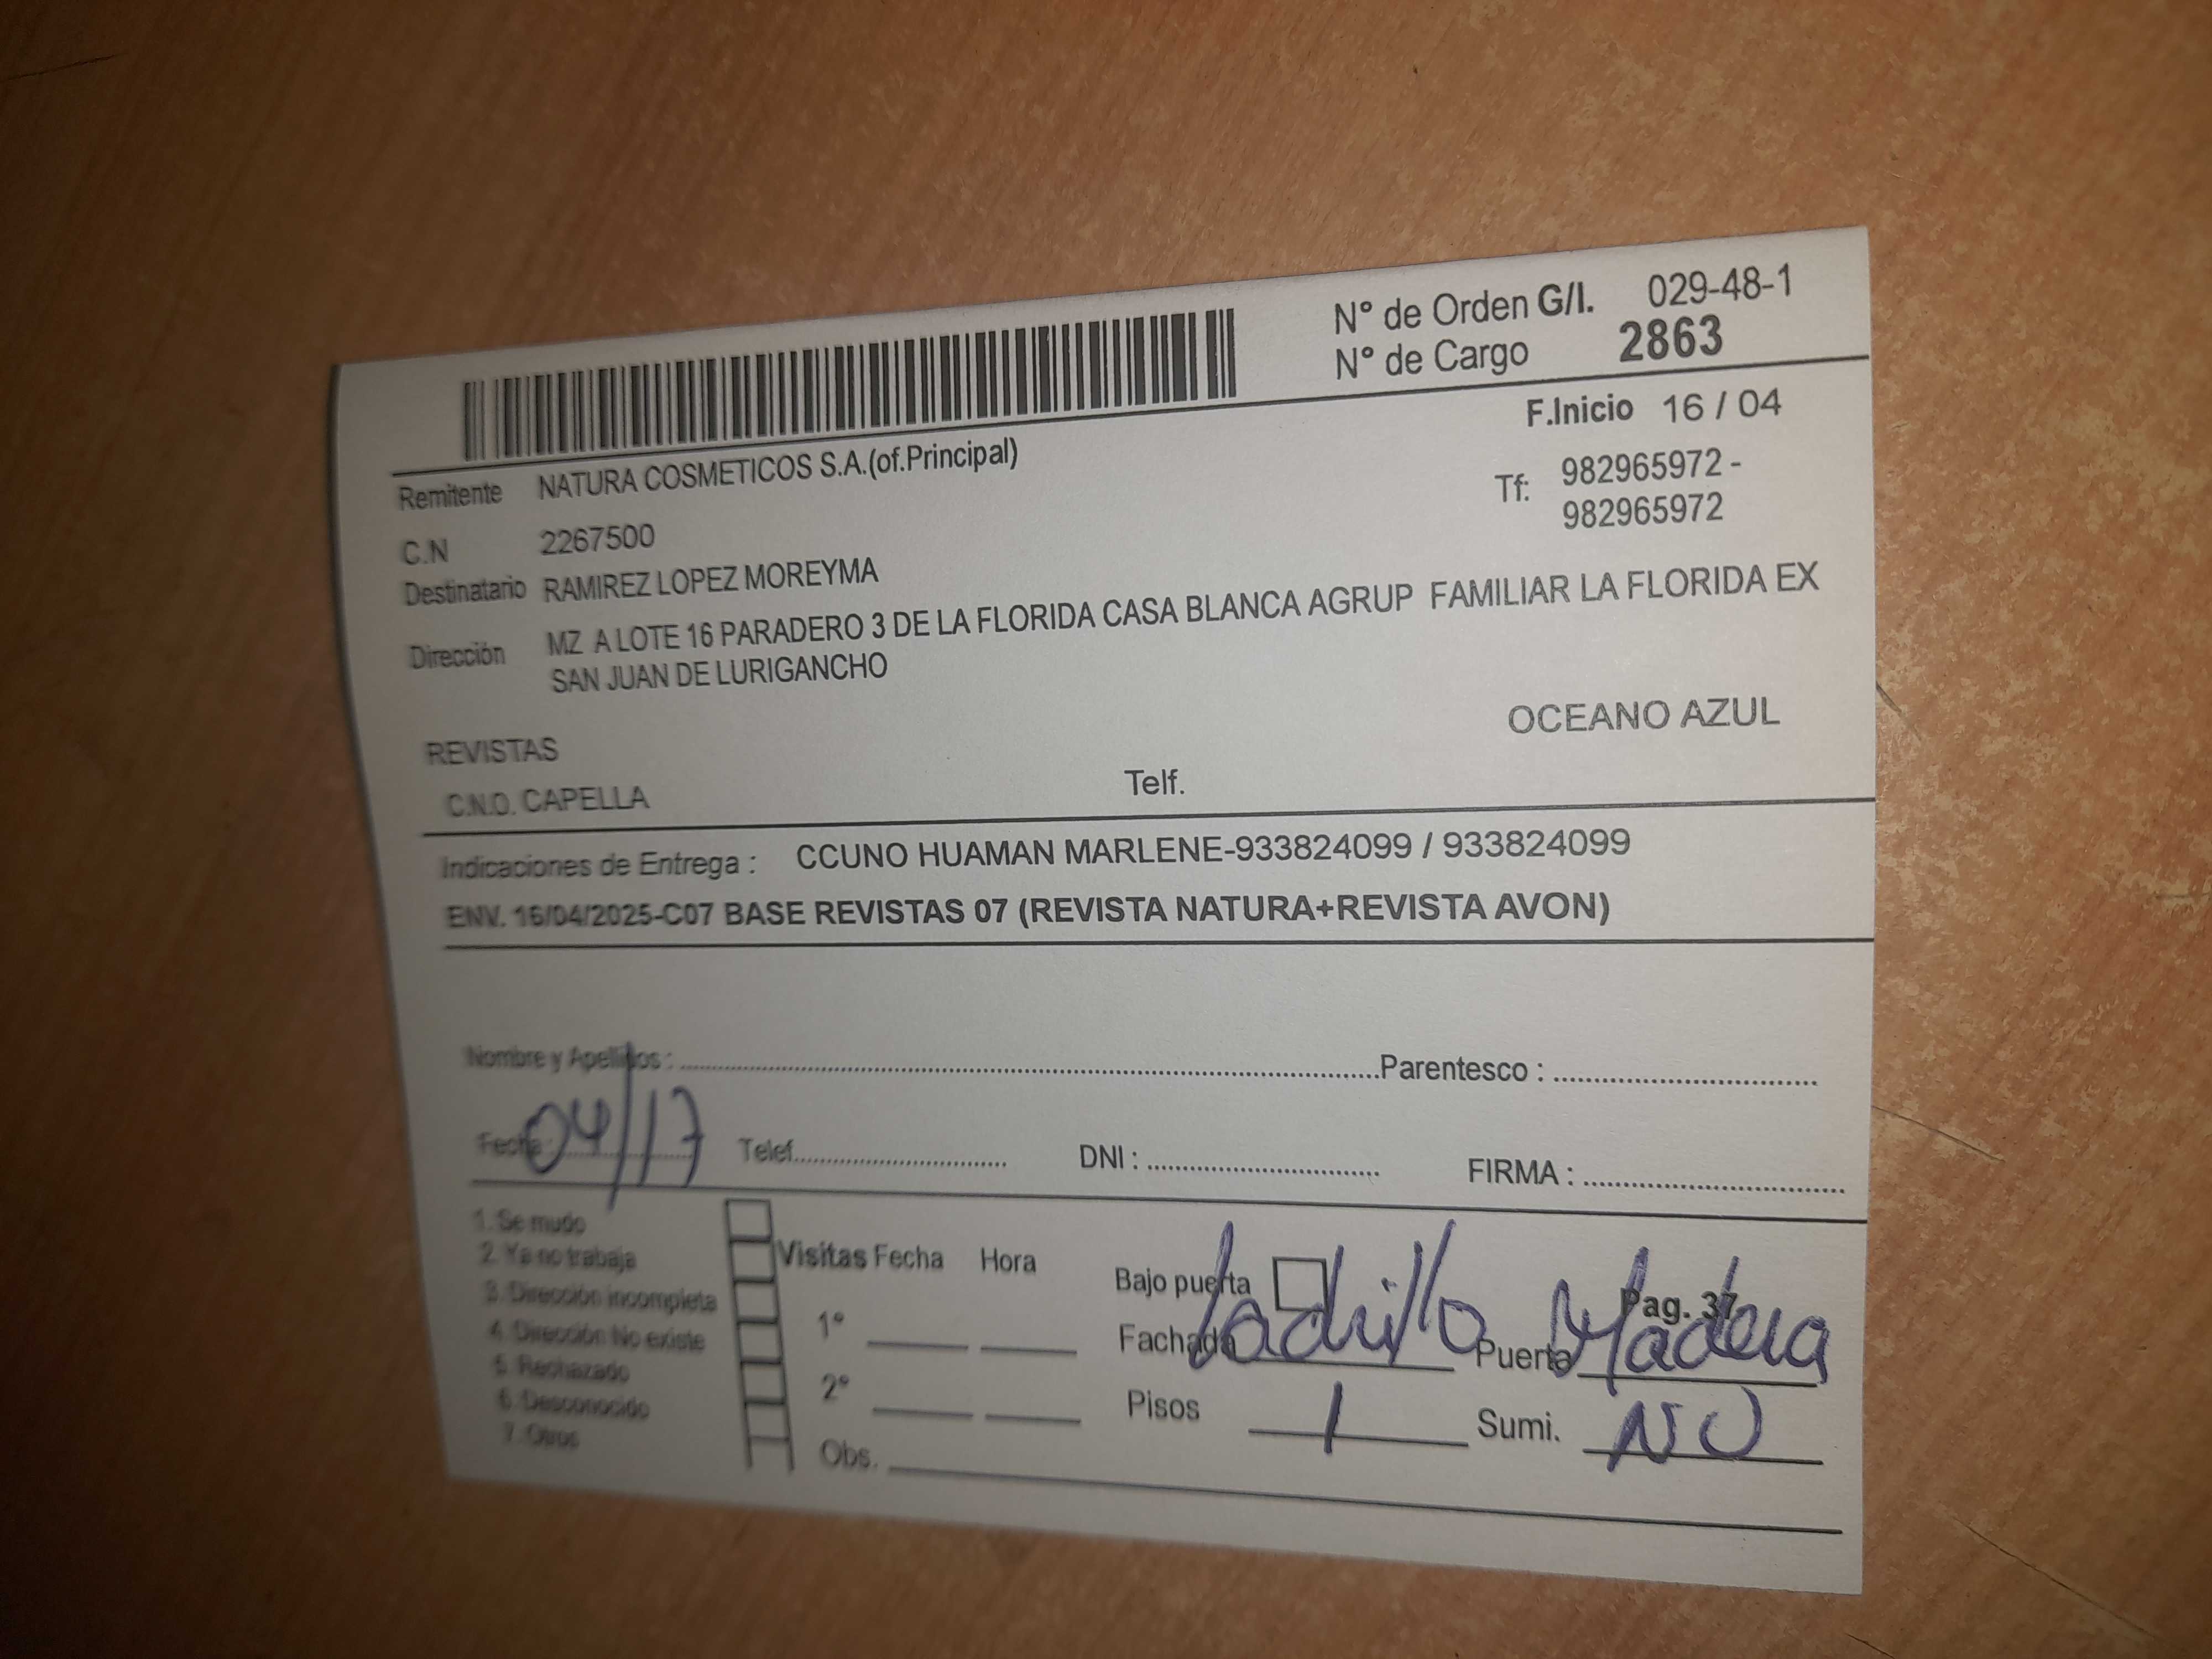 N° de Orden G/I. 029-48-1
N° de Cargo 2863
F.Inicio 16 / 04
Remitente NATURA COSMETICOS S.A.(of.Principal)
Tf: 982965972 -
982965972
C.N 2267500
Destinatario RAMIREZ LOPEZ MOREYMA
Dirección MZ A LOTE 16 PARADERO 3 DE LA FLORIDA CASA BLANCA AGRUP FAMILIAR LA FLORIDA EX
SAN JUAN DE LURIGANCHO
OCEANO AZUL
REVISTAS
C.N.O. CAPELLA Telf.
Indicaciones de Entrega : CCUNO HUAMAN MARLENE-933824099 / 933824099
ENV. 16/04/2025-C07 BASE REVISTAS 07 (REVISTA NATURA+REVISTA AVON)
Nombre y Apellidos : Parentesco :
Fecha: 04/17 Telef. DNI : FIRMA :
1. Se mudo
2. Ya no trabaja
3. Dirección incompleta
4. Dirección No existe
5. Rechazado
6. Desconocido
7. Otros
Visitas Fecha Hora
1°
2°
Obs.
Bajo puerta Pag. 37
Fachada ladrillo Puerta Madera
Pisos 1 Sumi. NO